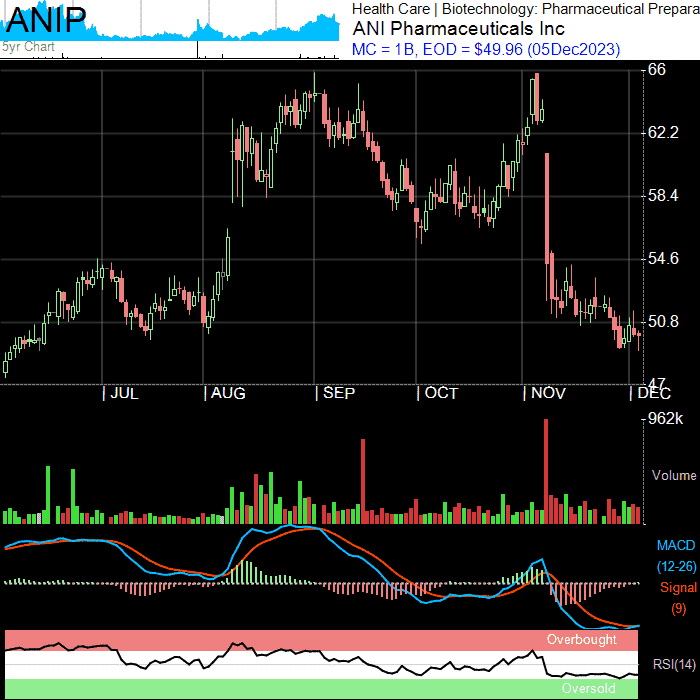 ANIP
5yr Chart
Health Care | Biotechnology: Pharmaceutical Prepara
ANI Pharmaceuticals Inc
MC = 1B, EOD = $49.96 (05Dec2023)
66
62.2
58.4
54.6
50.8
47
JUL AUG SEP OCT NOV DEC
962k
Volume
MACD
(12-26)
Signal
(9)
Overbought
RSI(14)
Oversold